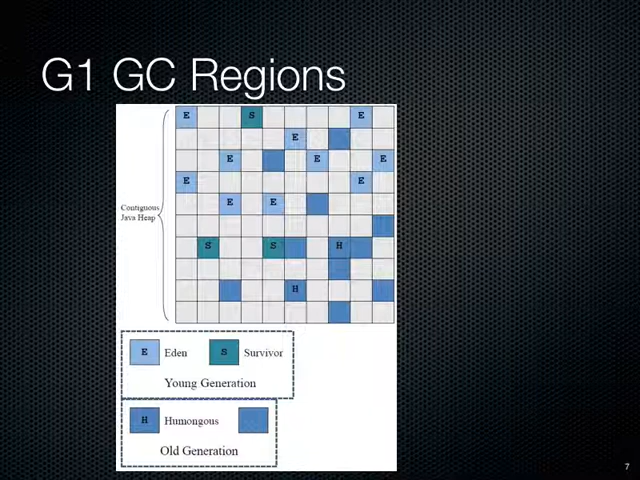 G1 GC Regions
E S E
E
E E E
E E
Contiguous
Java Heap
E E
S S H
H
E Eden S Survivor
Young Generation
H Humongous
Old Generation
7